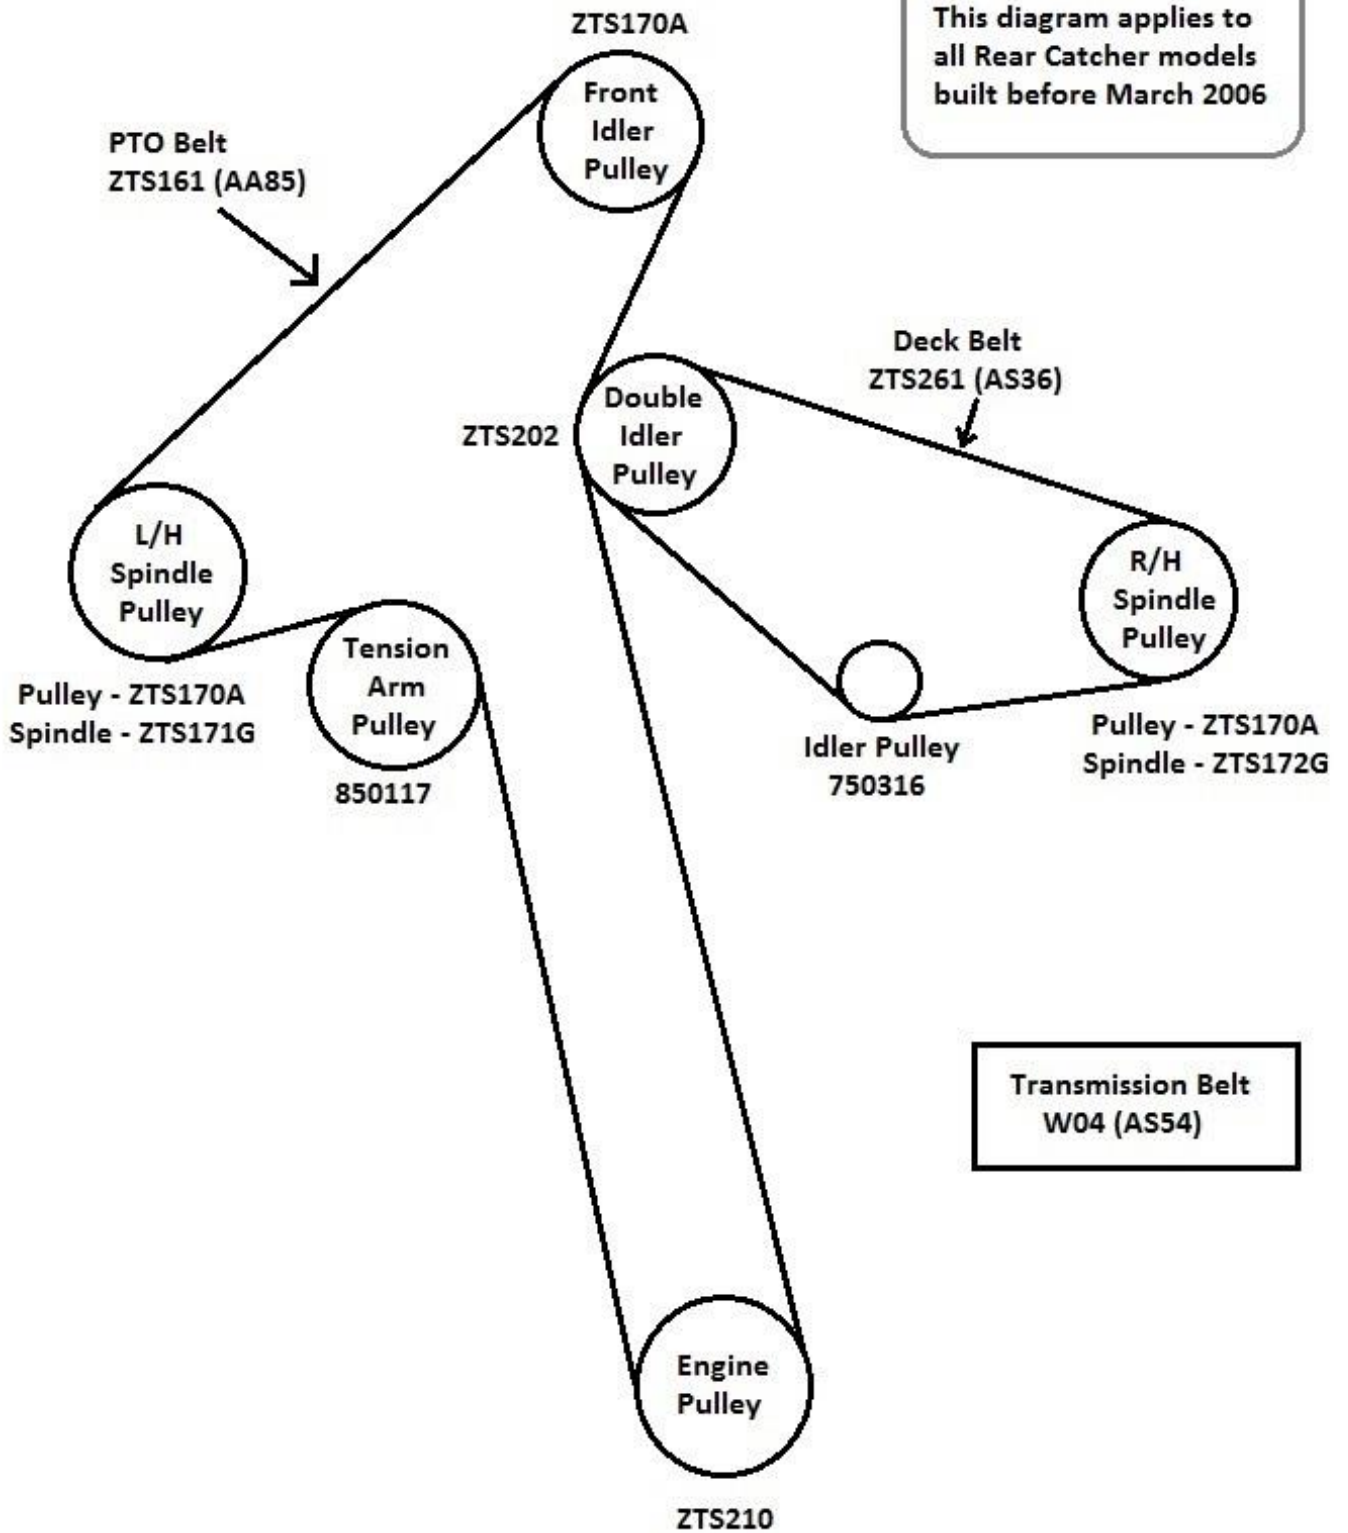 ZTS170A
This diagram applies to
all Rear Catcher models
built before March 2006
Front
Idler
Pulley
PTO Belt
ZTS161 (AA85)
Deck Belt
ZTS261 (AS36)
ZTS202
Double
Idler
Pulley
L/H
Spindle
Pulley
R/H
Spindle
Pulley
Tension
Arm
Pulley
Pulley - ZTS170A
Spindle - ZTS171G
850117
Idler Pulley
750316
Pulley - ZTS170A
Spindle - ZTS172G
Transmission Belt
W04 (AS54)
Engine
Pulley
ZTS210